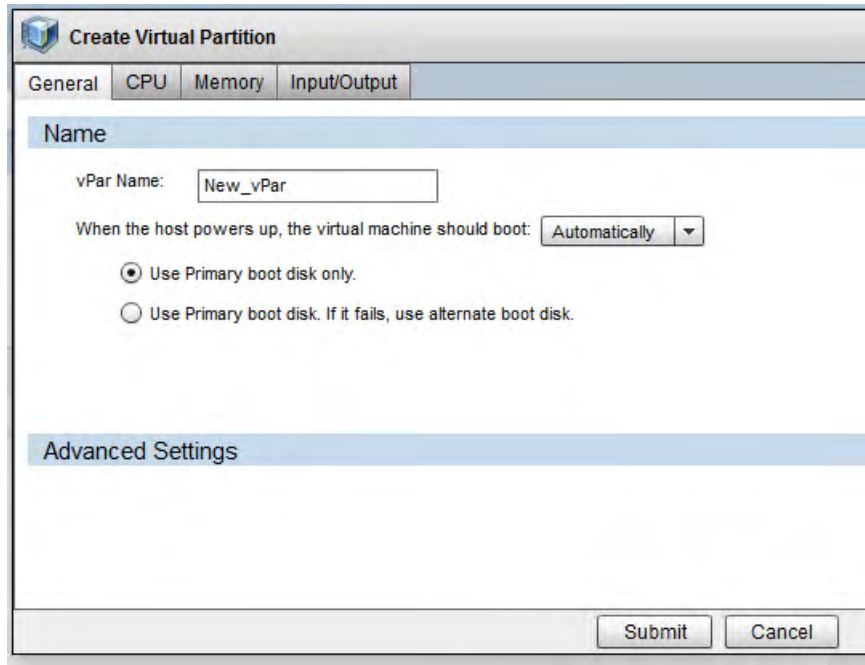 Create Virtual Partition
General CPU Memory Input/Output
Name
vPar Name: New_vPar
When the host powers up, the virtual machine should boot: Automatically
Use Primary boot disk only.
Use Primary boot disk. If it fails, use alternate boot disk.
Advanced Settings
Submit Cancel